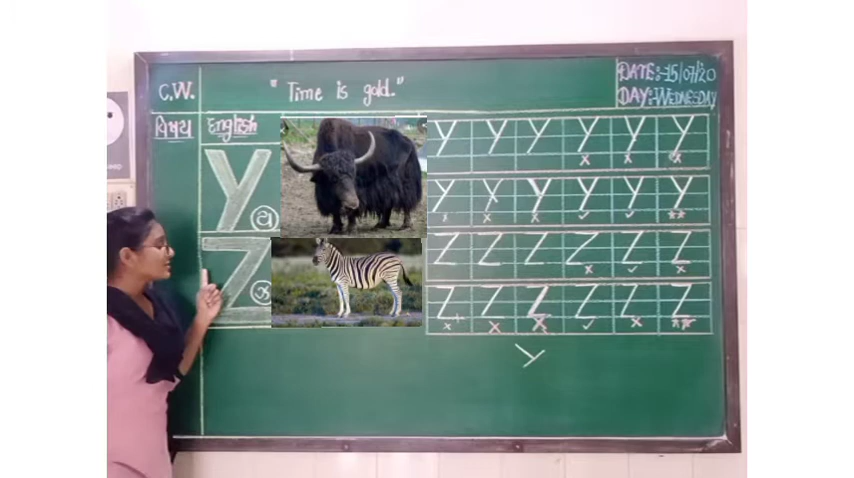 C.W.
"Time is gold."
DATE:-15/07/20
DAY:-WEDNESDAY
વિષય
English
Y
ય
Y Y Y Y Y Y
Y Y Y Y Y Y
Z
ઝ
Z Z Z Z Z Z
Z Z Z Z Z Z
Y